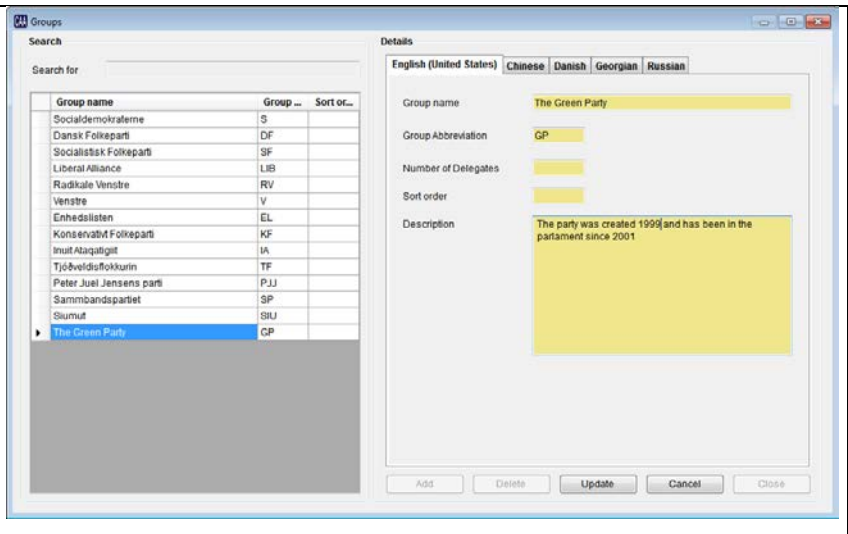 Groups
Search
Search for
Group name Group ... Sort or...
Socialdemokraterne S
Dansk Folkeparti DF
Socialistisk Folkeparti SF
Liberal Alliance LIB
Radikale Venstre RV
Venstre V
Enhedslisten EL
Konservativt Folkeparti KF
Inuit Ataqatigiit IA
Tjóðveldisflokkurin TF
Peter Juel Jensens parti PJJ
Sammbandspartiet SP
Siumut SIU
The Green Party GP
Details
English (United States) Chinese Danish Georgian Russian
Group name The Green Party
Group Abbreviation GP
Number of Delegates
Sort order
Description The party was created 1999 and has been in the
parlament since 2001
Add Delete Update Cancel Close